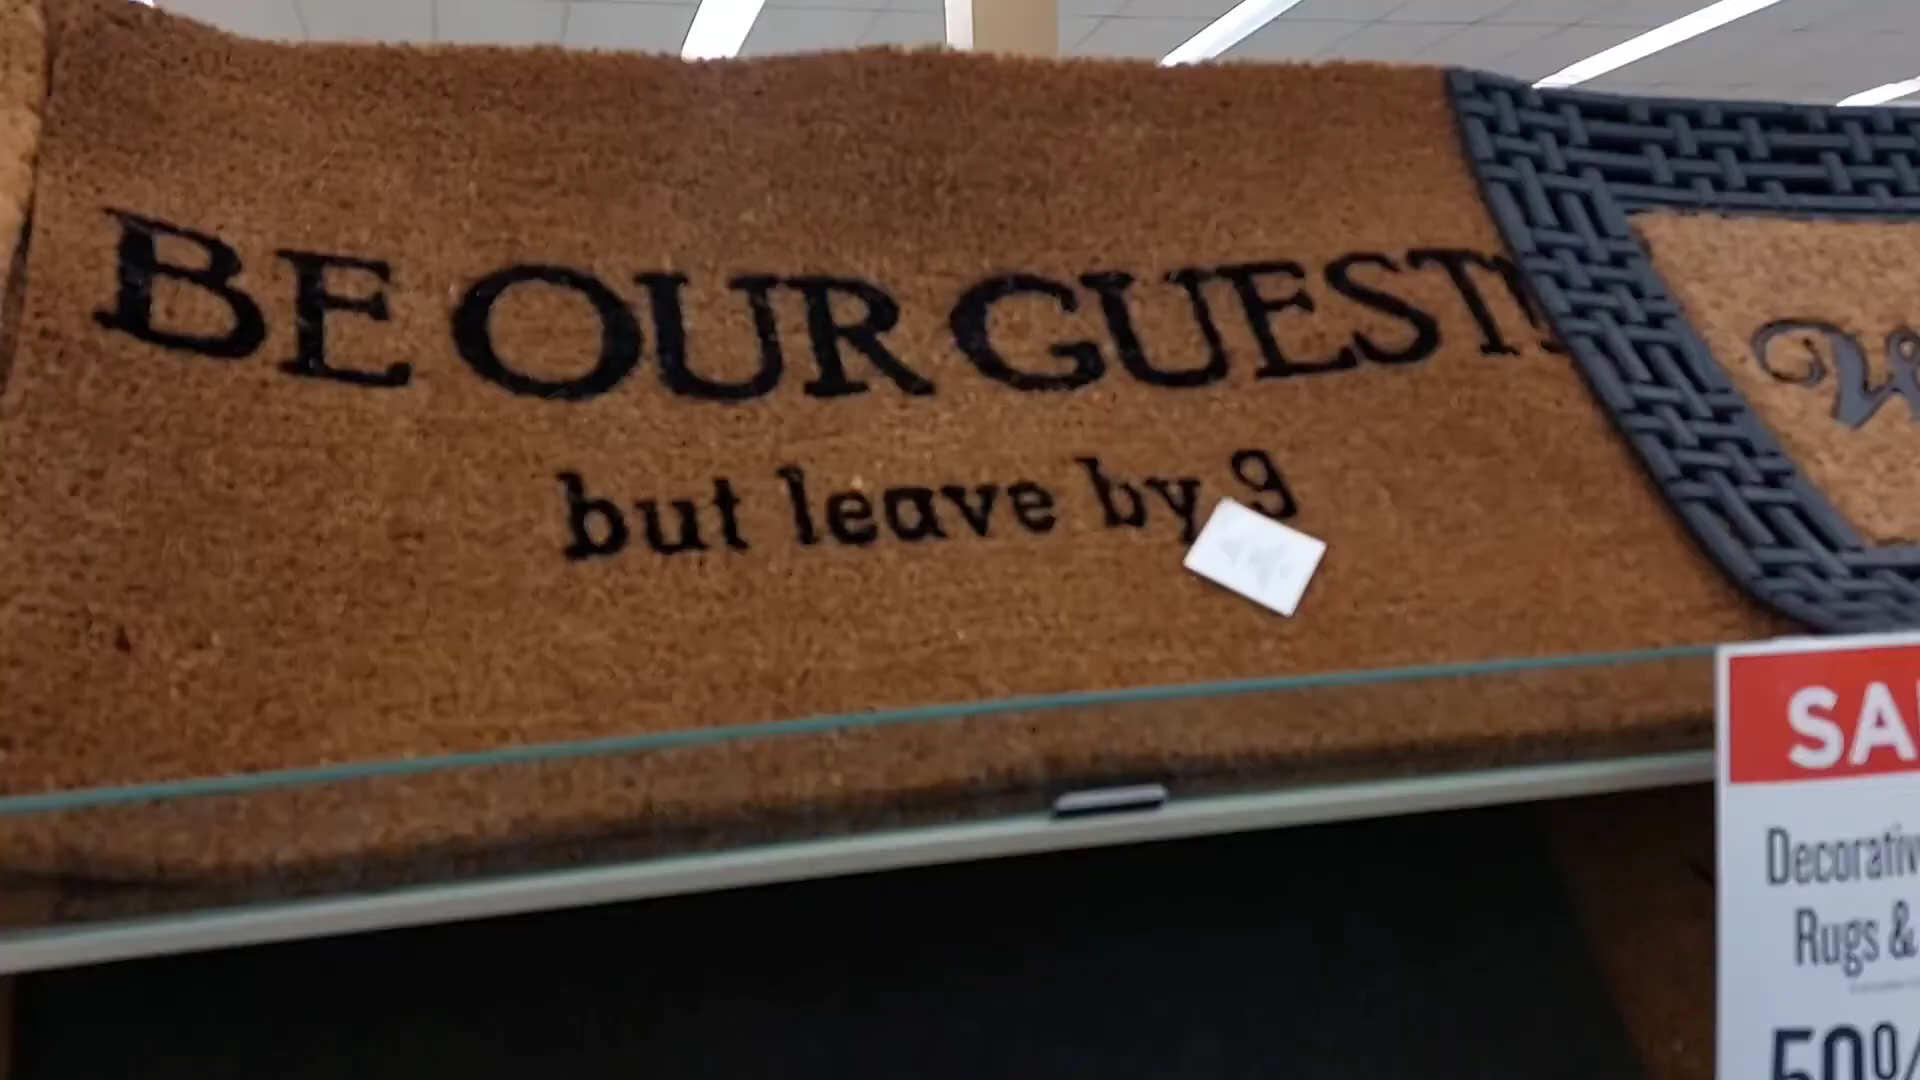 BE OUR GUEST!
but leave by 9
W
SA
Decorativ
Rugs &
50%